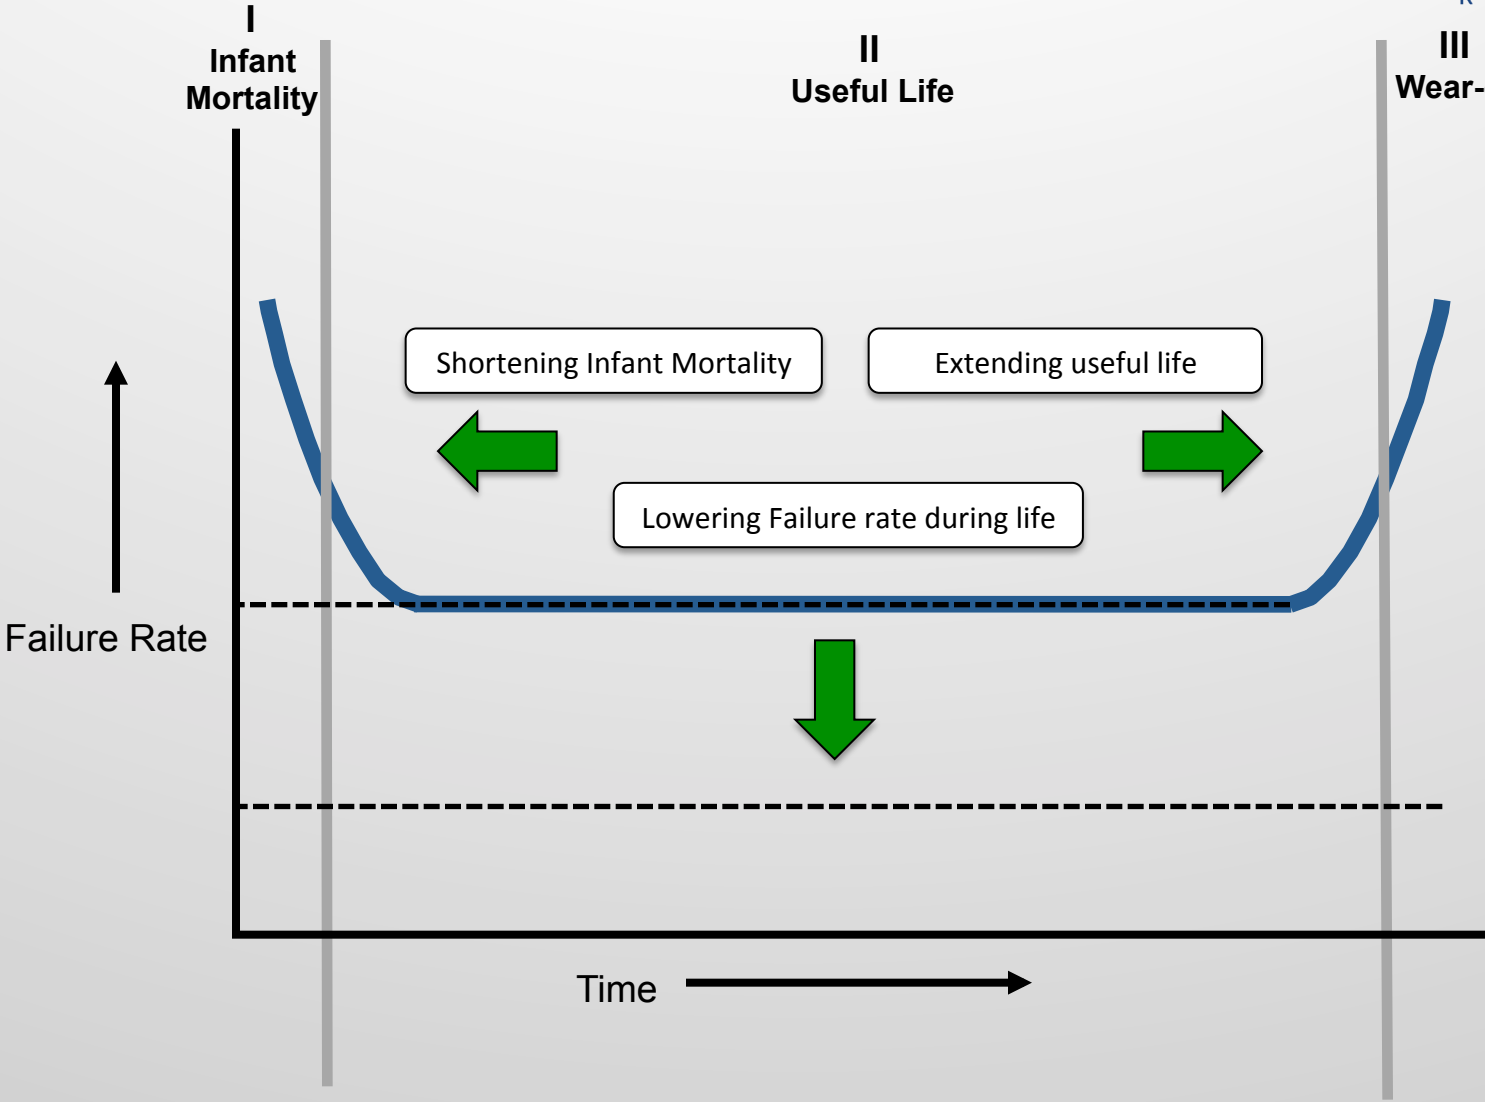 I
Infant
Mortality
II
Useful Life
III
Wear-
Shortening Infant Mortality
Extending useful life
Lowering Failure rate during life
Failure Rate
Time